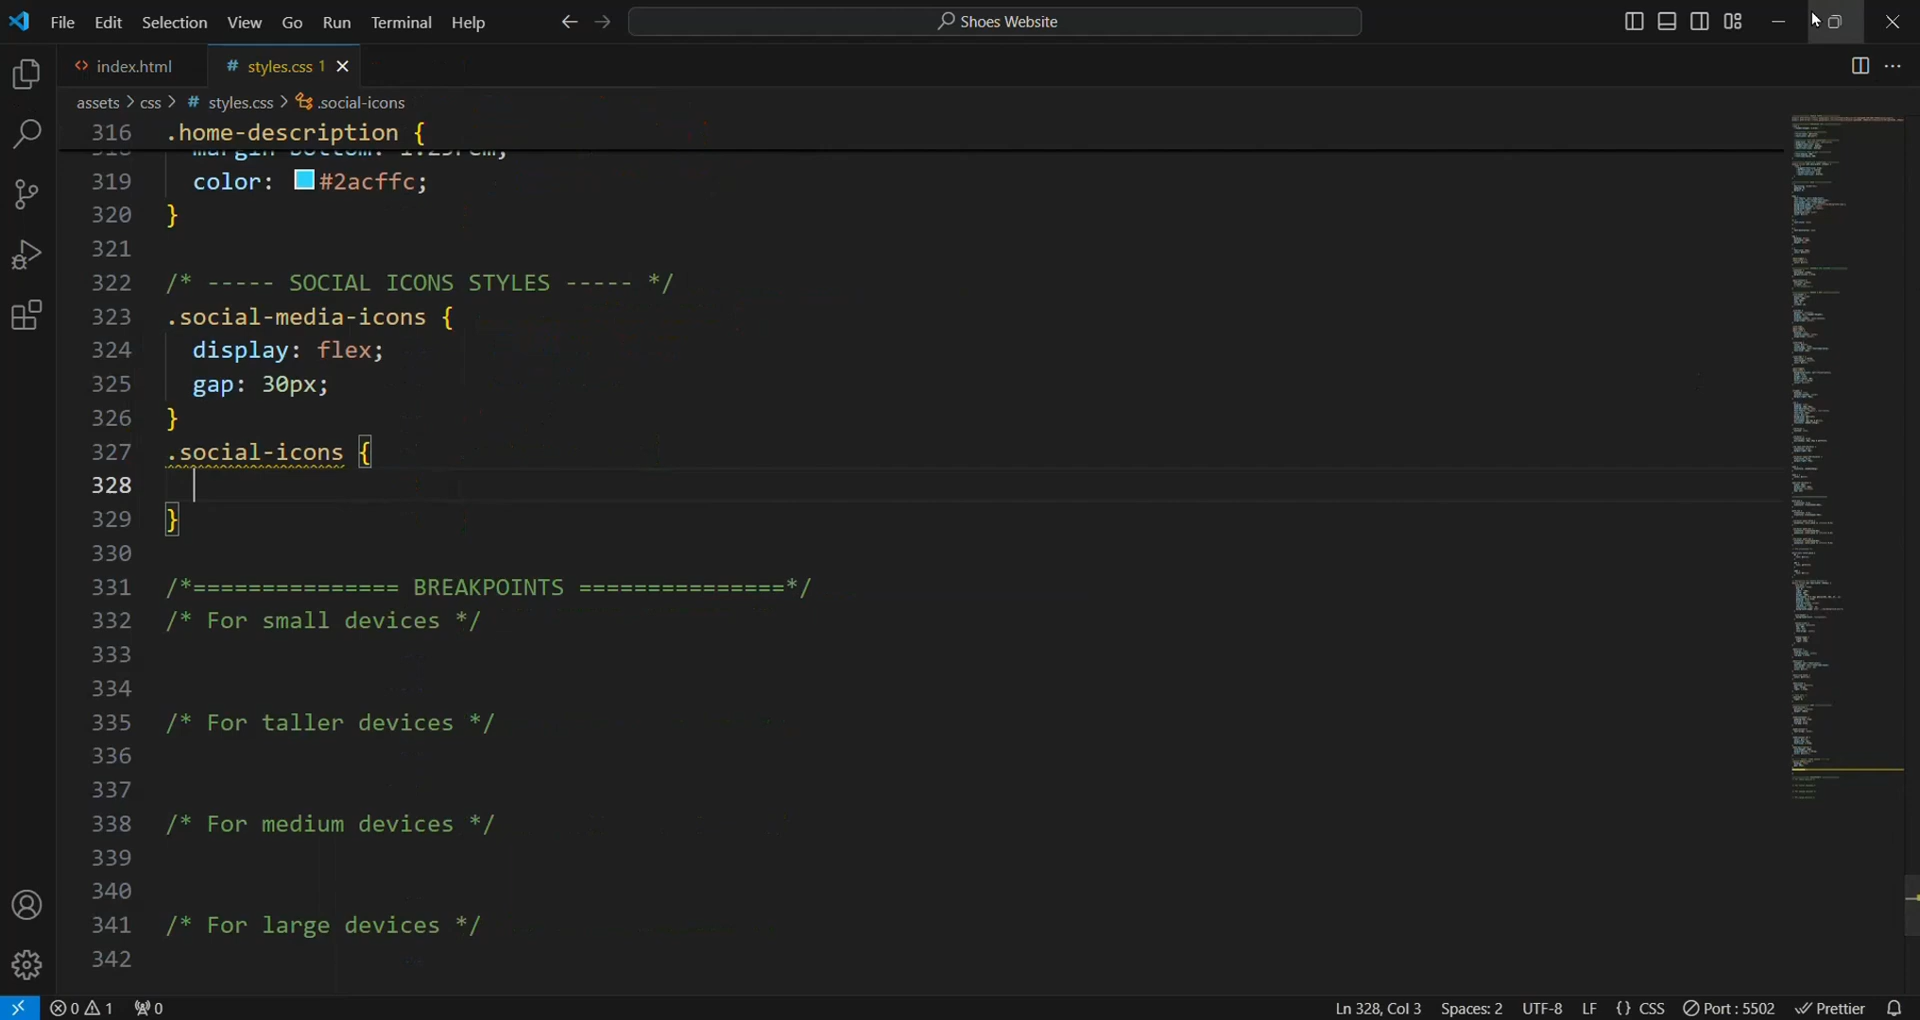 File Edit Selection View Go Run Terminal Help Shoes Website
index.html styles.css 1
assets > css > # styles.css > .social-icons
316 .home-description {
margin-bottom: 1.25rem;
319 color: #2acffc;
320 }
321
322 /* ----- SOCIAL ICONS STYLES ----- */
323 .social-media-icons {
324 display: flex;
325 gap: 30px;
326 }
327 .social-icons {
328
329 }
330
331 /*=============== BREAKPOINTS ===============*/
332 /* For small devices */
333
334
335 /* For taller devices */
336
337
338 /* For medium devices */
339
340
341 /* For large devices */
342
0 1 0 Ln 328, Col 3 Spaces: 2 UTF-8 LF {} CSS Port : 5502 Prettier